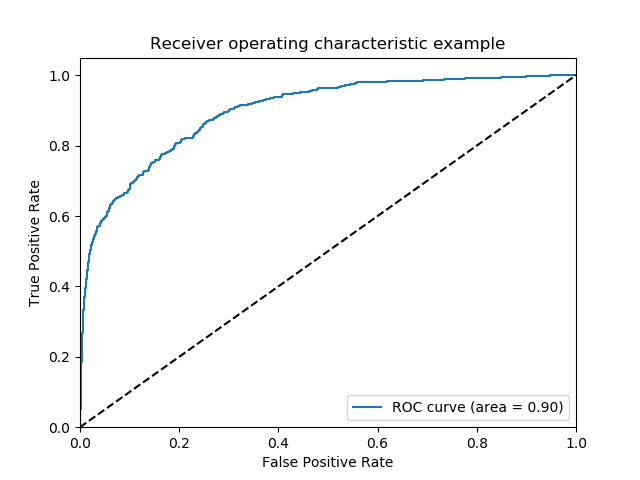 Receiver operating characteristic example
True Positive Rate
1.0
0.8
0.6
0.4
0.2
0.0
ROC curve (area = 0.90)
0.0 0.2 0.4 0.6 0.8 1.0
False Positive Rate